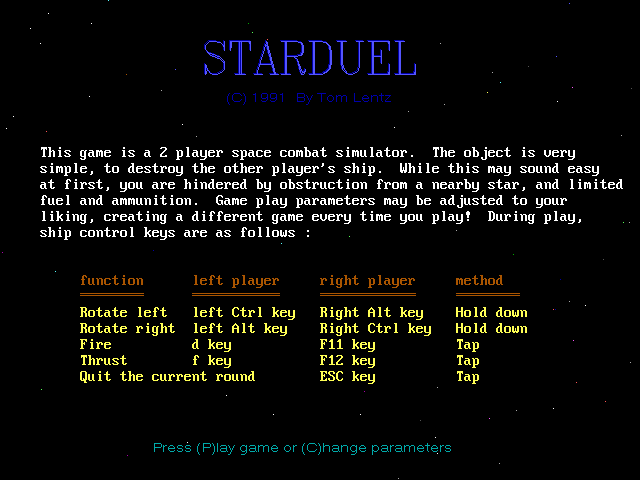 STARDUEL
(C) 1991 By Tom Lentz
This game is a 2 player space combat simulator. The object is very
simple, to destroy the other player's ship. While this may sound easy
at first, you are hindered by obstruction from a nearby star, and limited
fuel and ammunition. Game play parameters may be adjusted to your
liking, creating a different game every time you play! During play,
ship control keys are as follows :
function left player right player method
Rotate left left Ctrl key Right Alt key Hold down
Rotate right left Alt key Right Ctrl key Hold down
Fire d key F11 key Tap
Thrust f key F12 key Tap
Quit the current round ESC key Tap
Press (P)lay game or (C)hange parameters